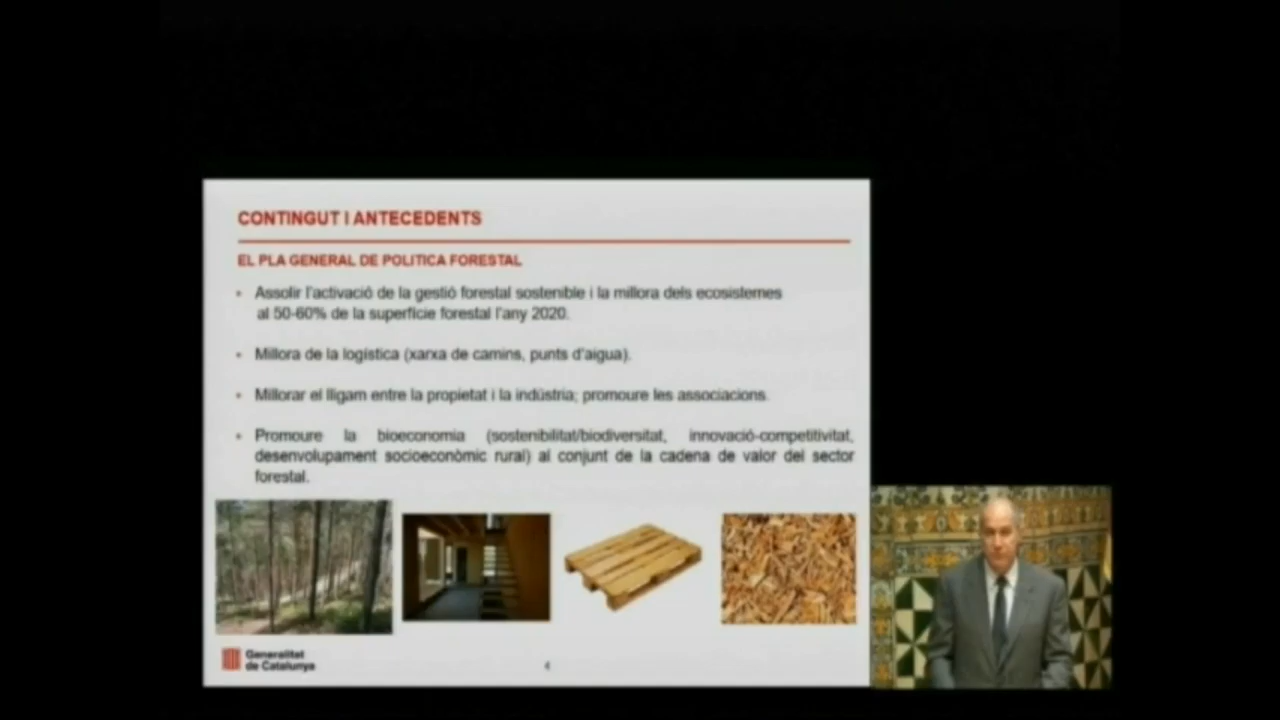 CONTINGUT I ANTECEDENTS
EL PLA GENERAL DE POLITICA FORESTAL
• Assolir l'activació de la gestió forestal sostenible i la millora dels ecosistemes
al 50-60% de la superfície forestal l'any 2020.
• Millora de la logística (xarxa de camins, punts d'aigua).
• Millorar el lligam entre la propietat i la indústria; promoure les associacions.
• Promoure la bioeconomia (sostenibilitat/biodiversitat, innovació-competitivitat,
desenvolupament socioeconòmic rural) al conjunt de la cadena de valor del sector
forestal.
Generalitat
de Catalunya
4